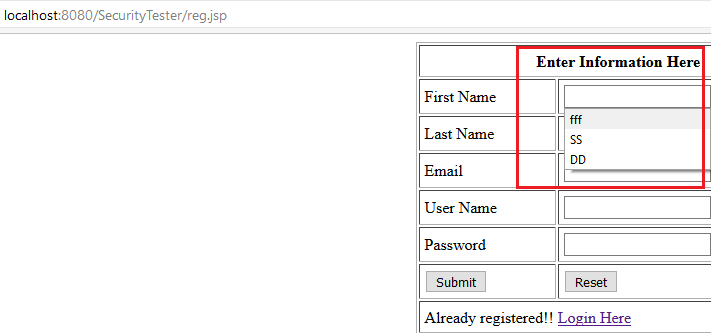 localhost:8080/SecurityTester/reg.jsp
Enter Information Here
First Name
fff
SS
DD
Last Name
Email
User Name
Password
Submit Reset
Already registered!! Login Here